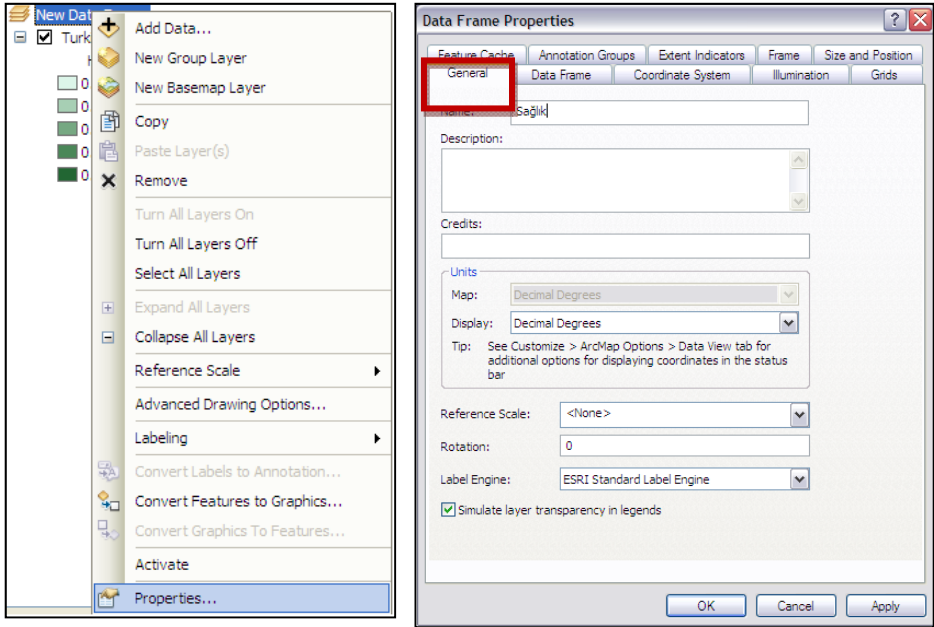 New Dat
Turk
0
0
0
0
0
Add Data...
New Group Layer
New Basemap Layer
Copy
Paste Layer(s)
Remove
Turn All Layers On
Turn All Layers Off
Select All Layers
Expand All Layers
Collapse All Layers
Reference Scale
Advanced Drawing Options...
Labeling
Convert Labels to Annotation...
Convert Features to Graphics...
Convert Graphics To Features...
Activate
Properties...
Data Frame Properties
Feature Cache Annotation Groups Extent Indicators Frame Size and Position
General Data Frame Coordinate System Illumination Grids
Name: Sağlık
Description:
Credits:
Units
Map: Decimal Degrees
Display: Decimal Degrees
Tip: See Customize > ArcMap Options > Data View tab for
additional options for displaying coordinates in the status
bar
Reference Scale: <None>
Rotation: 0
Label Engine: ESRI Standard Label Engine
Simulate layer transparency in legends
OK Cancel Apply